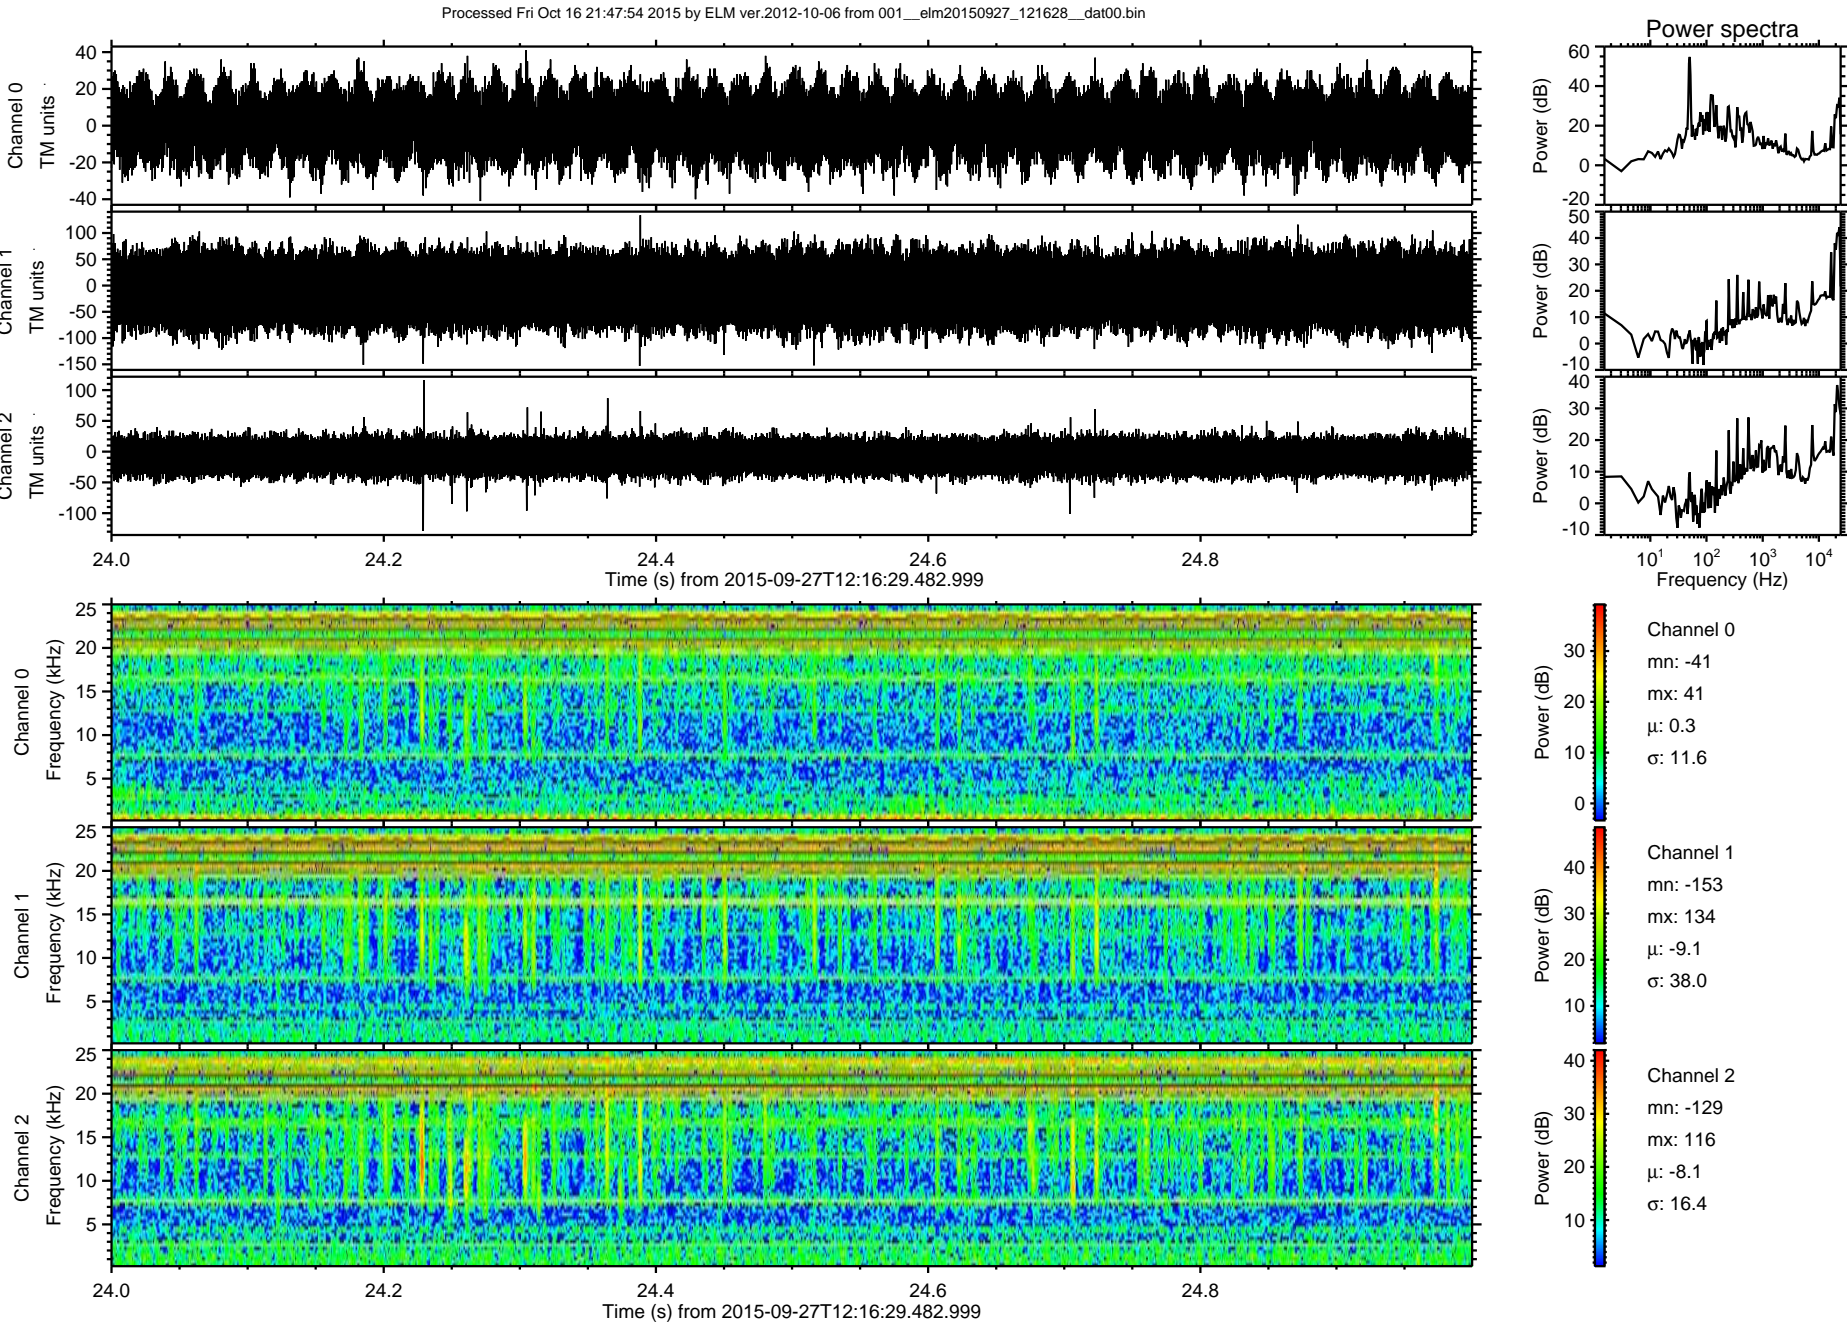 Processed Fri Oct 16 21:47:54 2015 by ELM ver.2012-10-06 from 001__elm20150927_121628__dat00.bin
Power spectra
Channel 0
TM units
40
20
0
-20
-40
Power (dB)
60
40
20
0
-20
Channel 1
TM units
100
50
0
-50
-100
-150
Power (dB)
50
40
30
20
10
0
-10
Channel 2
TM units
100
50
0
-50
-100
Power (dB)
40
30
20
10
0
-10
24.0 24.2 24.4 24.6 24.8
Time (s) from 2015-09-27T12:16:29.482.999
10¹ 10² 10³ 10⁴
Frequency (Hz)
Channel 0
Frequency (kHz)
25
20
15
10
5
Power (dB)
30
20
10
0
Channel 0
mn: -41
mx: 41
μ: 0.3
σ: 11.6
Channel 1
Frequency (kHz)
25
20
15
10
5
Power (dB)
40
30
20
10
Channel 1
mn: -153
mx: 134
μ: -9.1
σ: 38.0
Channel 2
Frequency (kHz)
25
20
15
10
5
Power (dB)
40
30
20
10
Channel 2
mn: -129
mx: 116
μ: -8.1
σ: 16.4
24.0 24.2 24.4 24.6 24.8
Time (s) from 2015-09-27T12:16:29.482.999